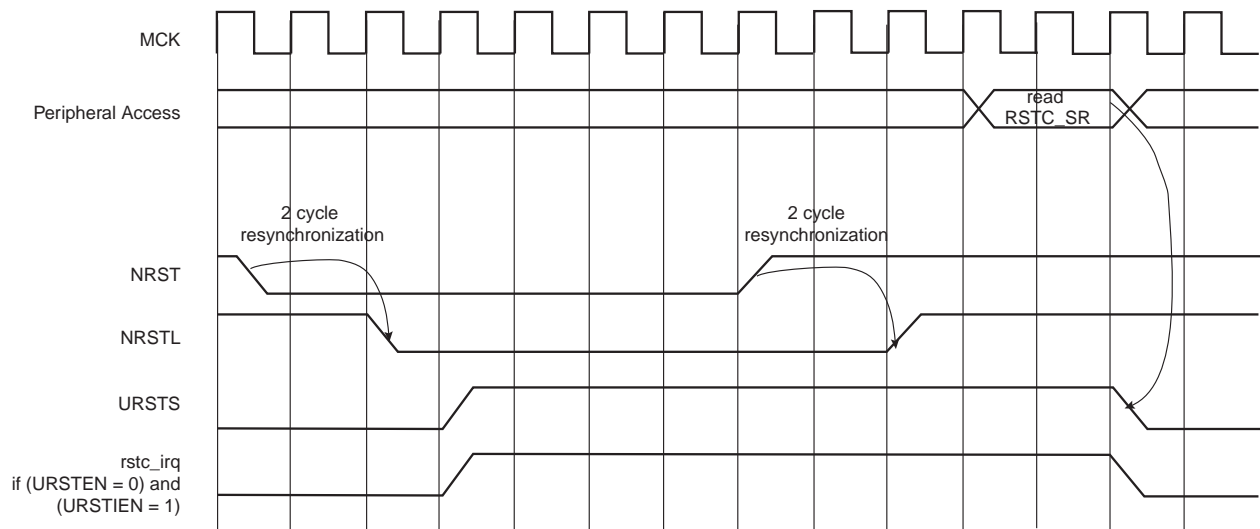 MCK
Peripheral Access
read
RSTC_SR
2 cycle
resynchronization
2 cycle
resynchronization
NRST
NRSTL
URSTS
rstc_irq
if (URSTEN = 0) and
(URSTIEN = 1)